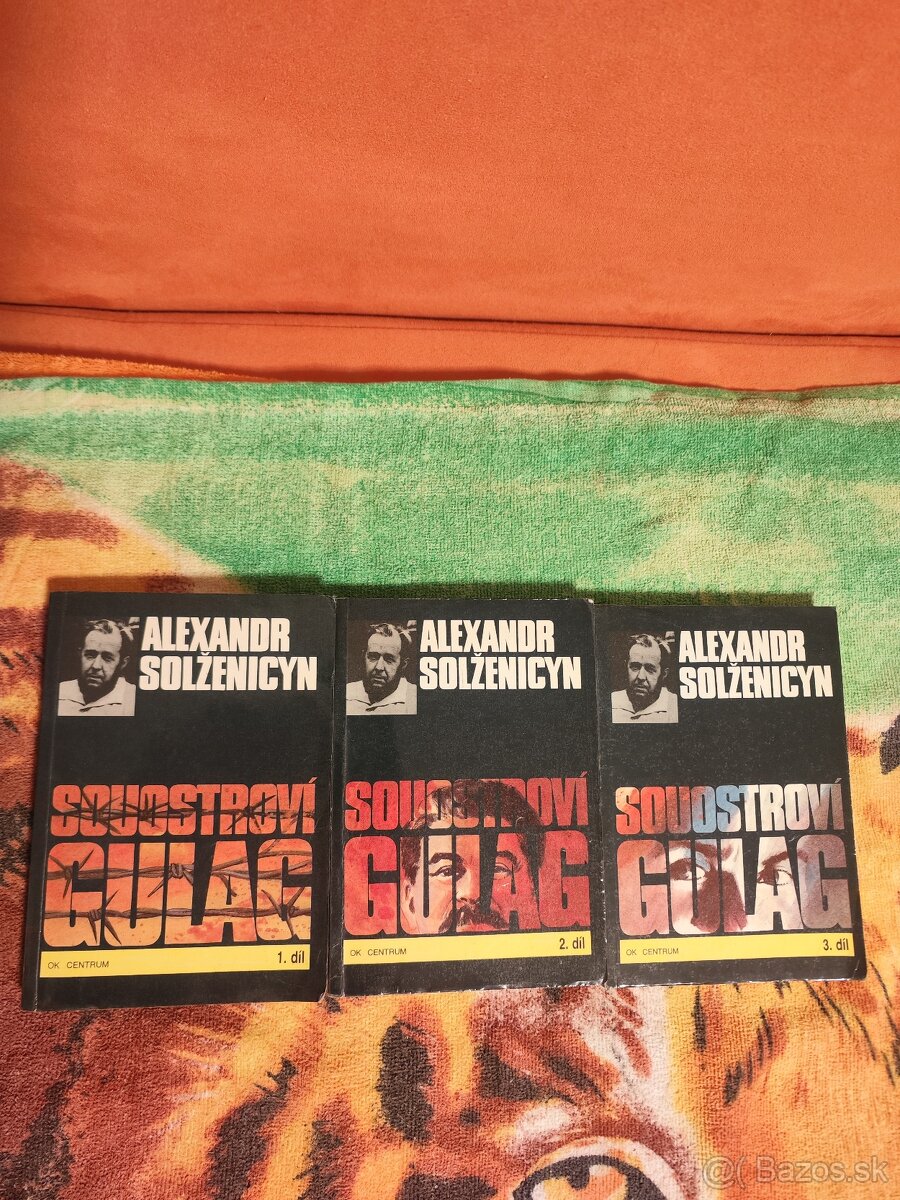 ALEXANDR
SOLŽENICYN
SOUOSTROVÍ
GULAG
1. díl
OK CENTRUM
ALEXANDR
SOLŽENICYN
SOUOSTROVÍ
GULAG
2. díl
OK CENTRUM
ALEXANDR
SOLŽENICYN
SOUOSTROVÍ
GULAG
3. díl
OK CENTRUM
@( Bazos.sk